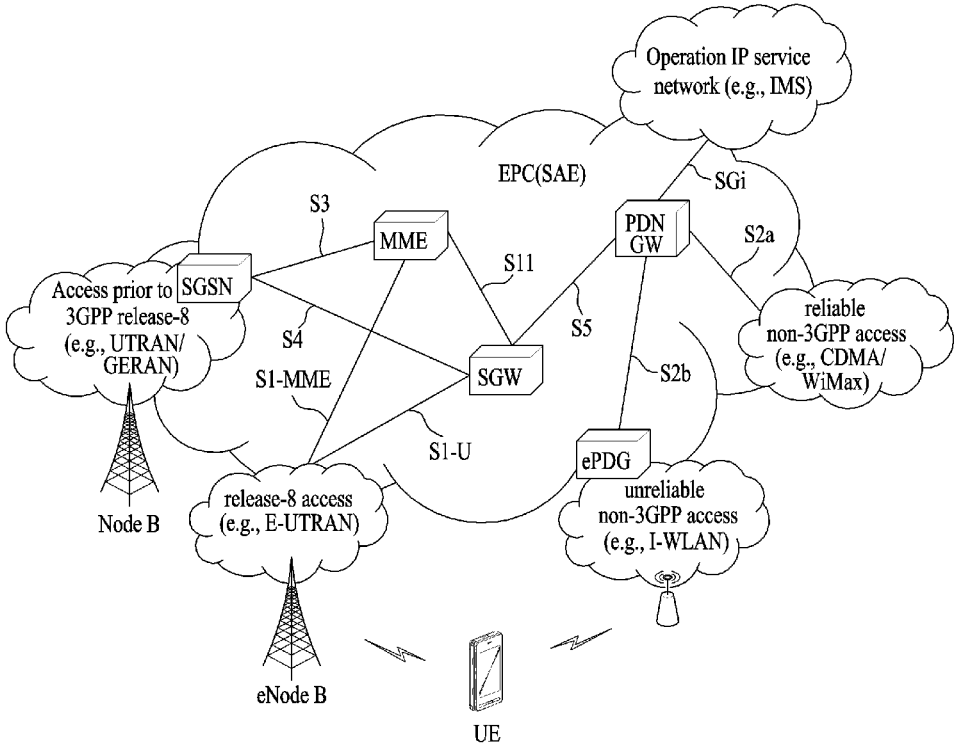 Operation IP service
network (e.g., IMS)
EPC(SAE)
SGi
S3
MME
PDN
GW
S2a
SGSN
S11
Access prior to
3GPP release-8
(e.g., UTRAN/
GERAN)
S4
S5
reliable
non-3GPP access
(e.g., CDMA/
WiMax)
S1-MME
SGW
S2b
S1-U
ePDG
release-8 access
(e.g., E-UTRAN)
unreliable
non-3GPP access
(e.g., I-WLAN)
Node B
eNode B
UE